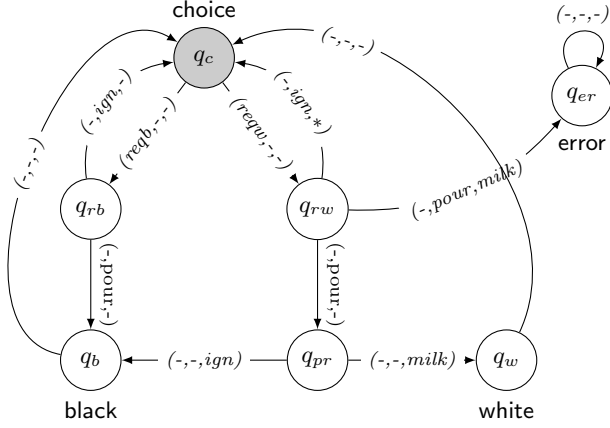 choice
(-,-,-)
(-,-,-)
q_c
q_er
error
(-,ign,-)
(reqb,-,-)
(reqw,-,-)
(-,ign,*)
(-,-,-)
(-,pour,milk)
q_rb
q_rw
(-,pour,-)
(-,pour,-)
q_b
(-,-,ign)
q_pr
(-,-,milk)
q_w
black
white